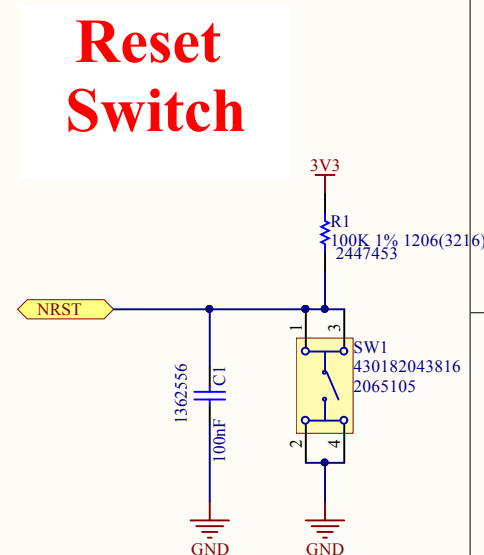 Reset
Switch
3V3
R1
100K 1% 1206(3216)
2447453
NRST
1
3
SW1
430182043816
2065105
1362556
C1
100nF
2
4
GND
GND